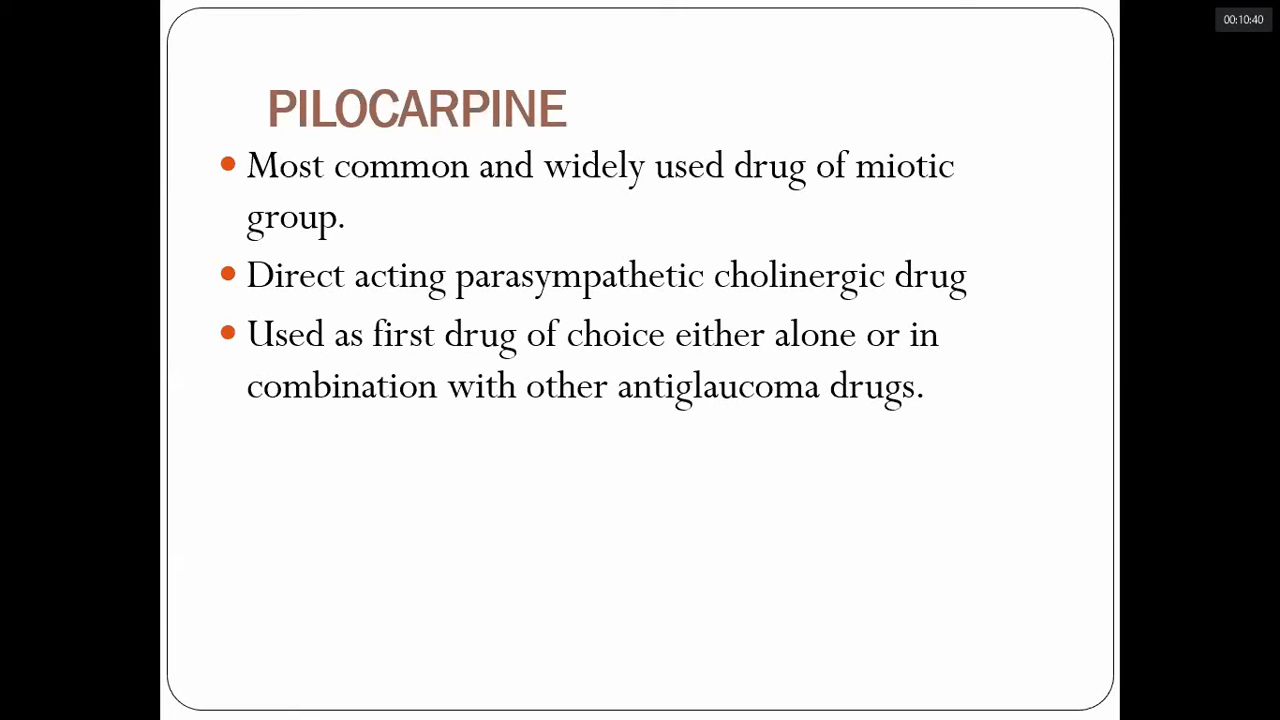 00:10:40
PILOCARPINE
• Most common and widely used drug of miotic
group.
• Direct acting parasympathetic cholinergic drug
• Used as first drug of choice either alone or in
combination with other antiglaucoma drugs.